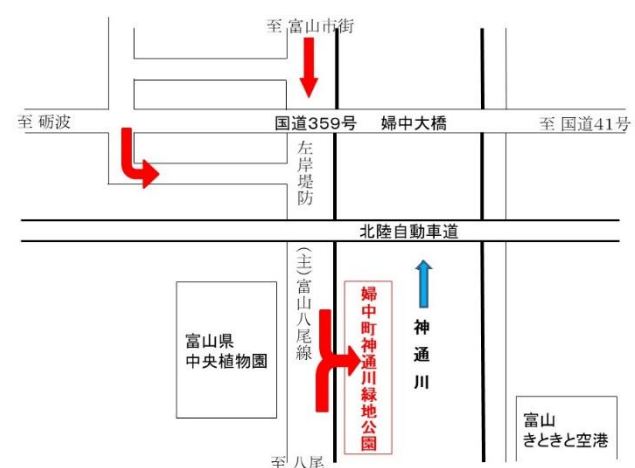 至 富山市街
至 砺波
国道359号
婦中大橋
至 国道41号
左岸堤防
北陸自動車道
(主)富山八尾線
婦中町神通川緑地公園
神通川
富山県
中央植物園
富山
きときと空港
至 八尾